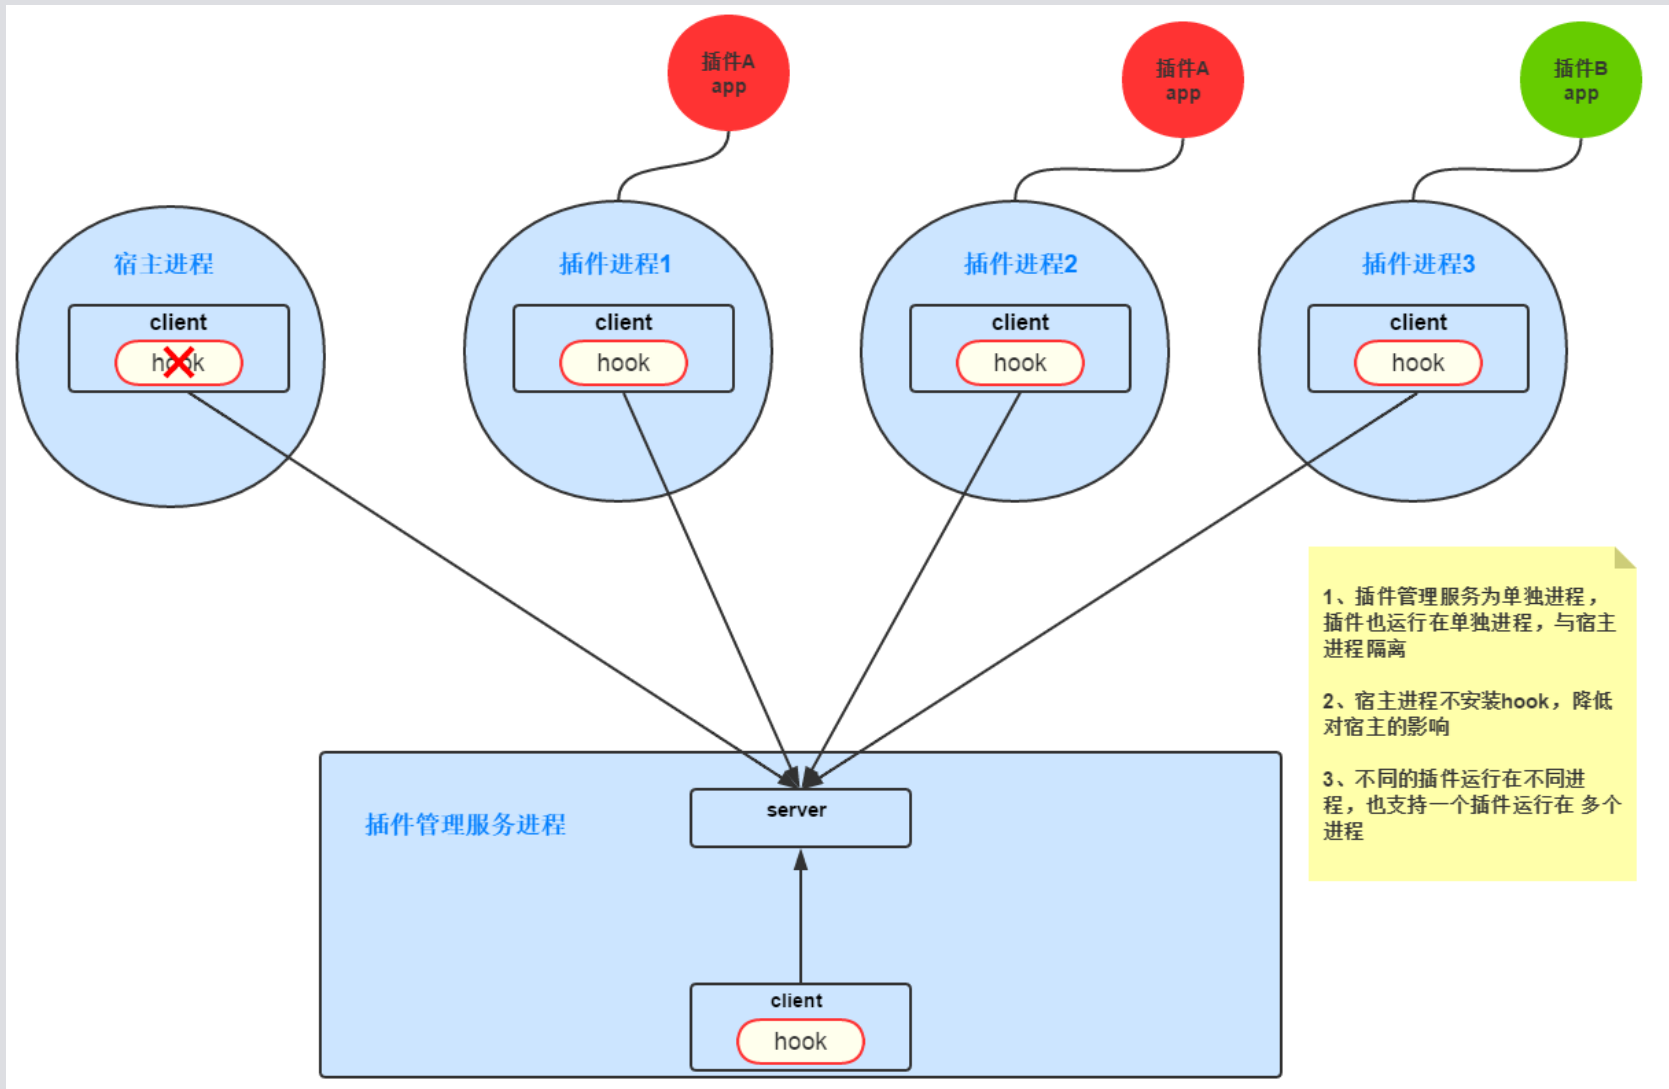 插件A
app
插件A
app
插件B
app
宿主进程
client
hook
插件进程1
client
hook
插件进程2
client
hook
插件进程3
client
hook
1、插件管理服务为单独进程，
插件也运行在单独进程，与宿主
进程隔离
2、宿主进程不安装hook，降低
对宿主的影响
3、不同的插件运行在不同进
程，也支持一个插件运行在 多个
进程
插件管理服务进程
server
client
hook